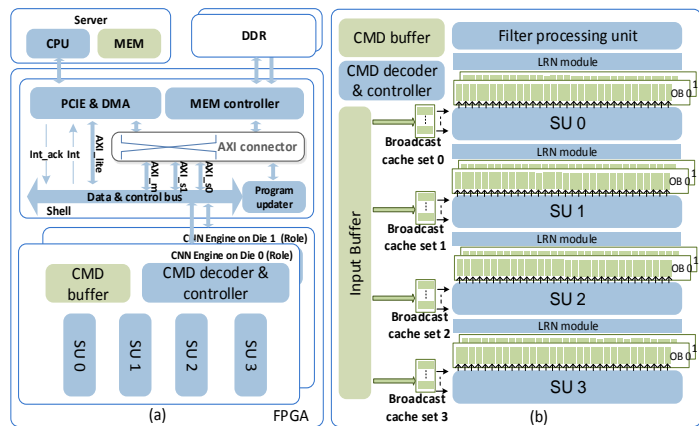 Server
CPU
MEM
DDR
PCIE & DMA
MEM controller
AXI connector
Int_ack
Int
AXI_lite
AXI_m
AXI_s1
AXI_s0
Data & control bus
Program
updater
Shell
CNN Engine on Die 1 (Role)
CNN Engine on Die 0 (Role)
CMD
buffer
CMD decoder &
controller
SU 0
SU 1
SU 2
SU 3
(a)
FPGA
CMD buffer
Filter processing unit
CMD decoder
& controller
LRN module
1
OB 0
SU 0
Input Buffer
Broadcast
cache set 0
LRN module
1
OB 0
SU 1
Broadcast
cache set 1
LRN module
1
OB 0
SU 2
Broadcast
cache set 2
LRN module
1
OB 0
SU 3
Broadcast
cache set 3
(b)